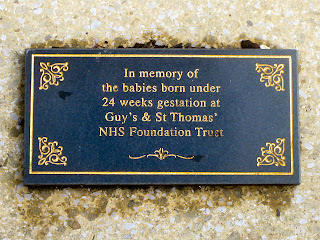 In memory of
the babies born under
24 weeks gestation at
Guy's & St Thomas'
NHS Foundation Trust